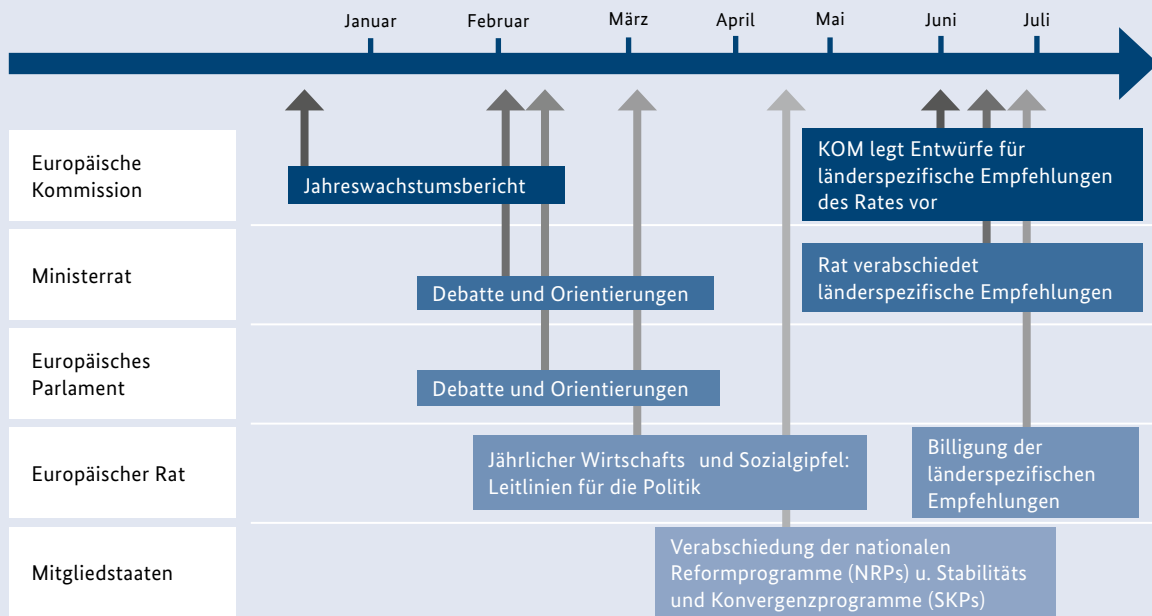 Januar Februar März April Mai Juni Juli
Europäische
Kommission
Jahreswachstumsbericht
KOM legt Entwürfe für
länderspezifische Empfehlungen
des Rates vor
Ministerrat
Debatte und Orientierungen
Rat verabschiedet
länderspezifische Empfehlungen
Europäisches
Parlament
Debatte und Orientierungen
Europäischer Rat
Jährlicher Wirtschafts und Sozialgipfel:
Leitlinien für die Politik
Billigung der
länderspezifischen
Empfehlungen
Mitgliedstaaten
Verabschiedung der nationalen
Reformprogramme (NRPs) u. Stabilitäts
und Konvergenzprogramme (SKPs)